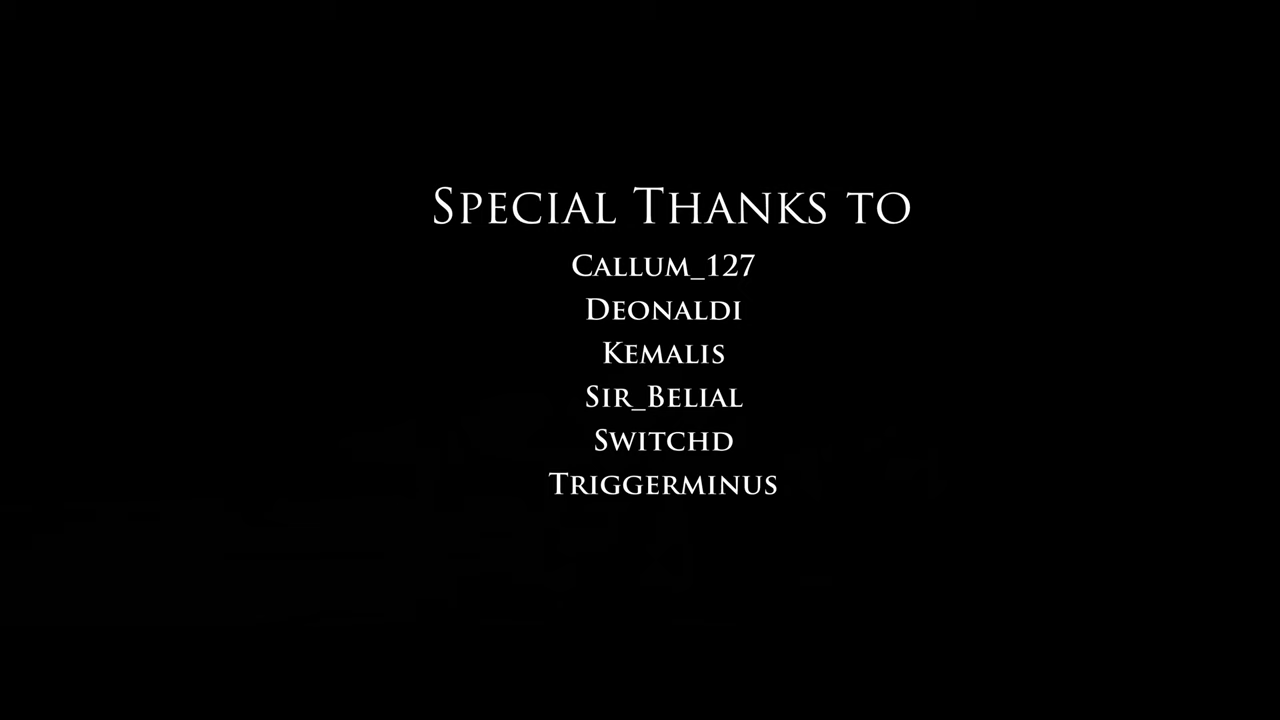 Special Thanks to
Callum_127
Deonaldi
Kemalis
Sir_Belial
Switchd
Triggerminus